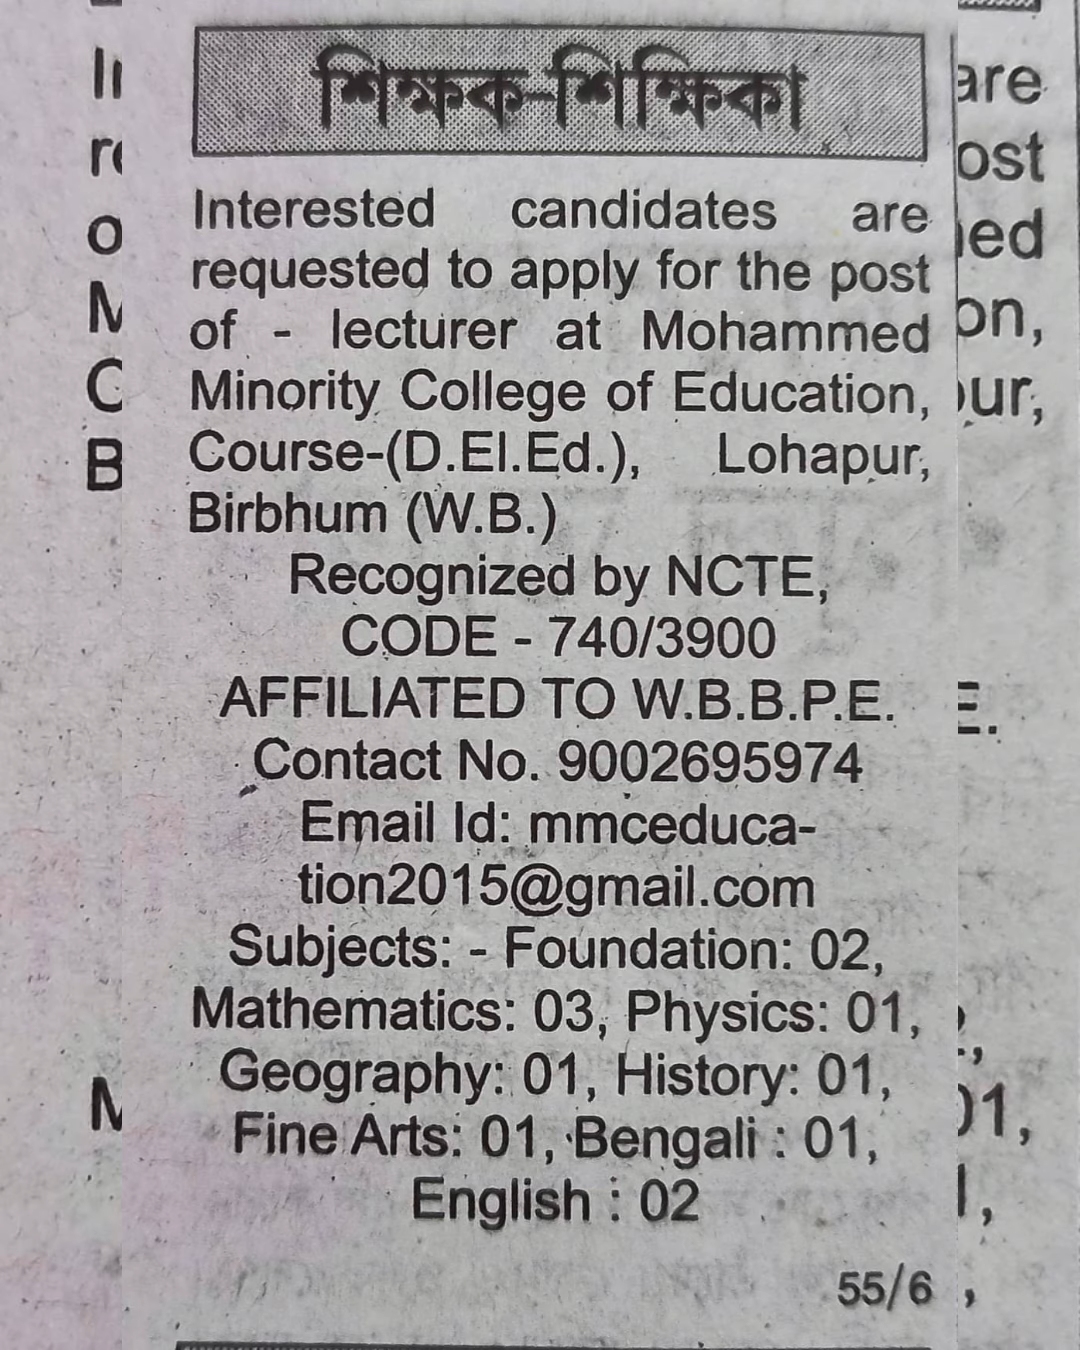 শিক্ষক-শিক্ষিকা
Interested candidates are
requested to apply for the post
of - lecturer at Mohammed
Minority College of Education,
Course-(D.El.Ed.), Lohapur,
Birbhum (W.B.)
Recognized by NCTE,
CODE - 740/3900
AFFILIATED TO W.B.B.P.E.
Contact No. 9002695974
Email Id: mmceduca-
tion2015@gmail.com
Subjects: - Foundation: 02,
Mathematics: 03, Physics: 01,
Geography: 01, History: 01,
Fine Arts: 01, Bengali : 01,
English : 02
55/6